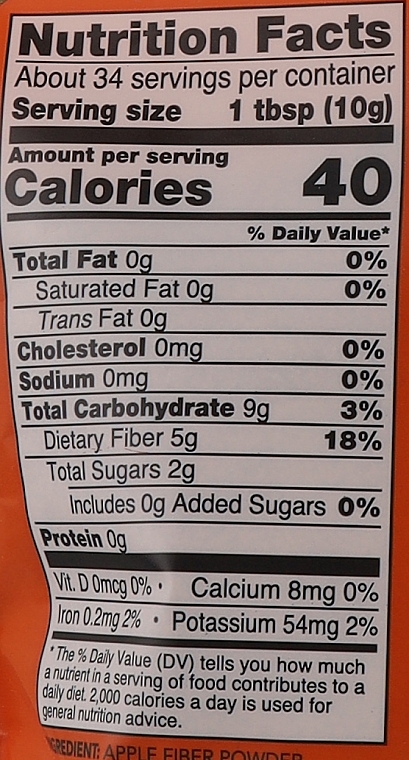 Nutrition Facts
About 34 servings per container
Serving size 1 tbsp (10g)
Amount per serving
Calories 40
% Daily Value*
Total Fat 0g 0%
Saturated Fat 0g 0%
Trans Fat 0g
Cholesterol 0mg 0%
Sodium 0mg 0%
Total Carbohydrate 9g 3%
Dietary Fiber 5g 18%
Total Sugars 2g
Includes 0g Added Sugars 0%
Protein 0g
Vit. D 0mcg 0% • Calcium 8mg 0%
Iron 0.2mg 2% • Potassium 54mg 2%
* The % Daily Value (DV) tells you how much
a nutrient in a serving of food contributes to a
daily diet. 2,000 calories a day is used for
general nutrition advice.
INGREDIENT: APPLE FIBER POWDER